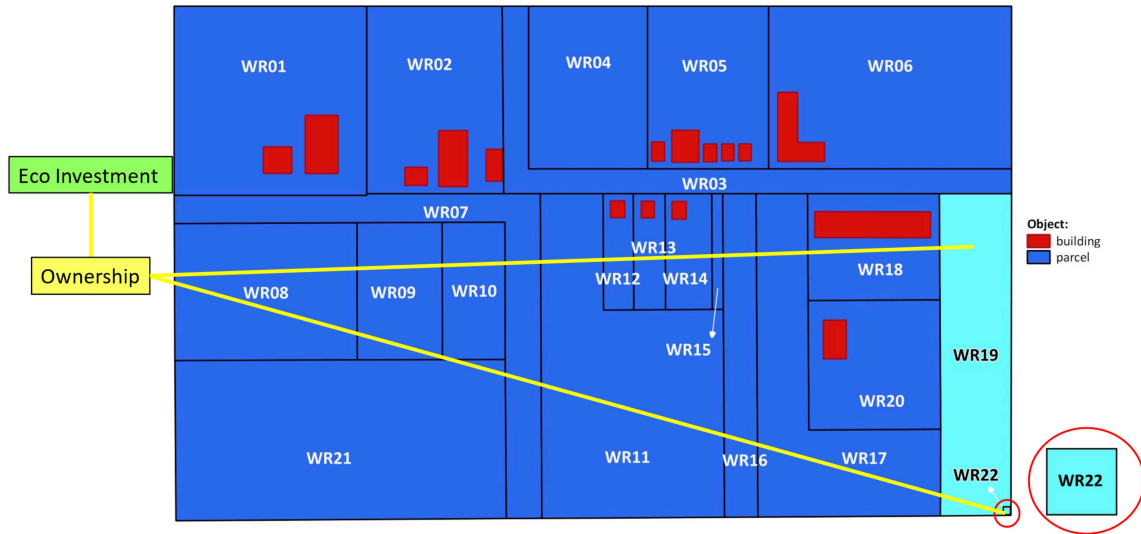 WR01
WR02
WR04
WR05
WR06
Eco Investment
WR03
WR07
Object:
building
parcel
Ownership
WR13
WR18
WR08
WR09
WR10
WR12
WR14
WR15
WR19
WR20
WR21
WR11
WR16
WR17
WR22
WR22